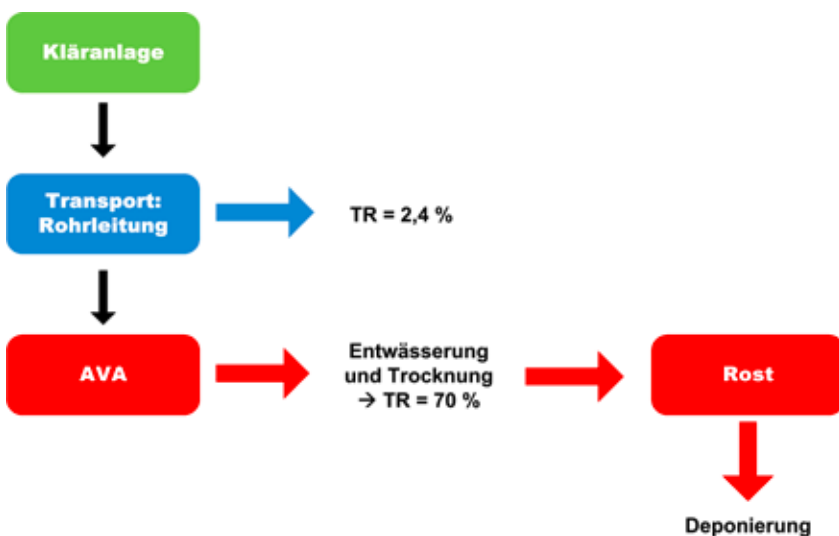 Kläranlage
Transport:
Rohrleitung
TR = 2,4 %
AVA
Entwässerung
und Trocknung
→ TR = 70 %
Rost
Deponierung